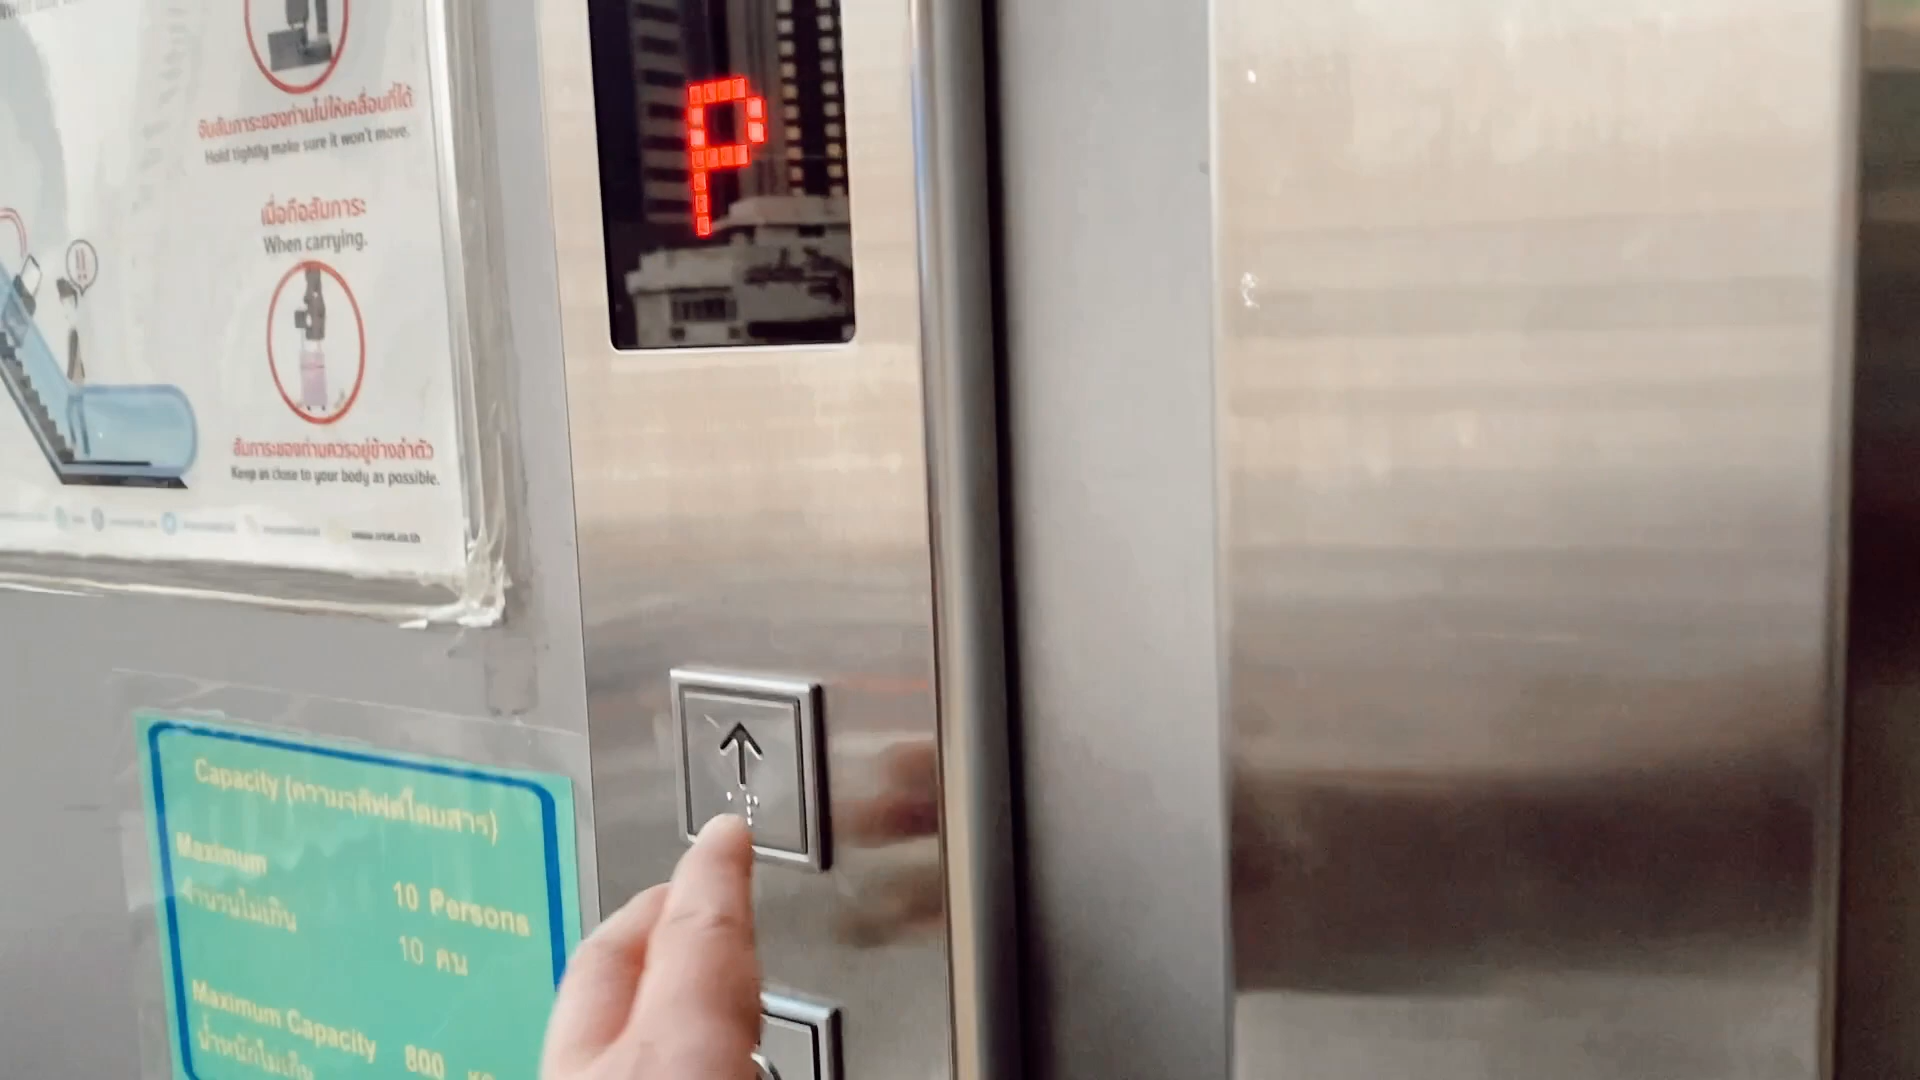 จับสัมภาระของท่านไม่ให้เคลื่อนที่ได้
Hold tightly make sure it won't move.
เมื่อถือสัมภาระ
When carrying.
!!
สัมภาระของท่านควรอยู่ข้างลำตัว
Keep as close to your body as possible.
P
Capacity (ความจุลิฟต์โดยสาร)
Maximum
10 Persons
จำนวนไม่เกิน
10 คน
Maximum Capacity
800
น้ำหนักไม่เกิน